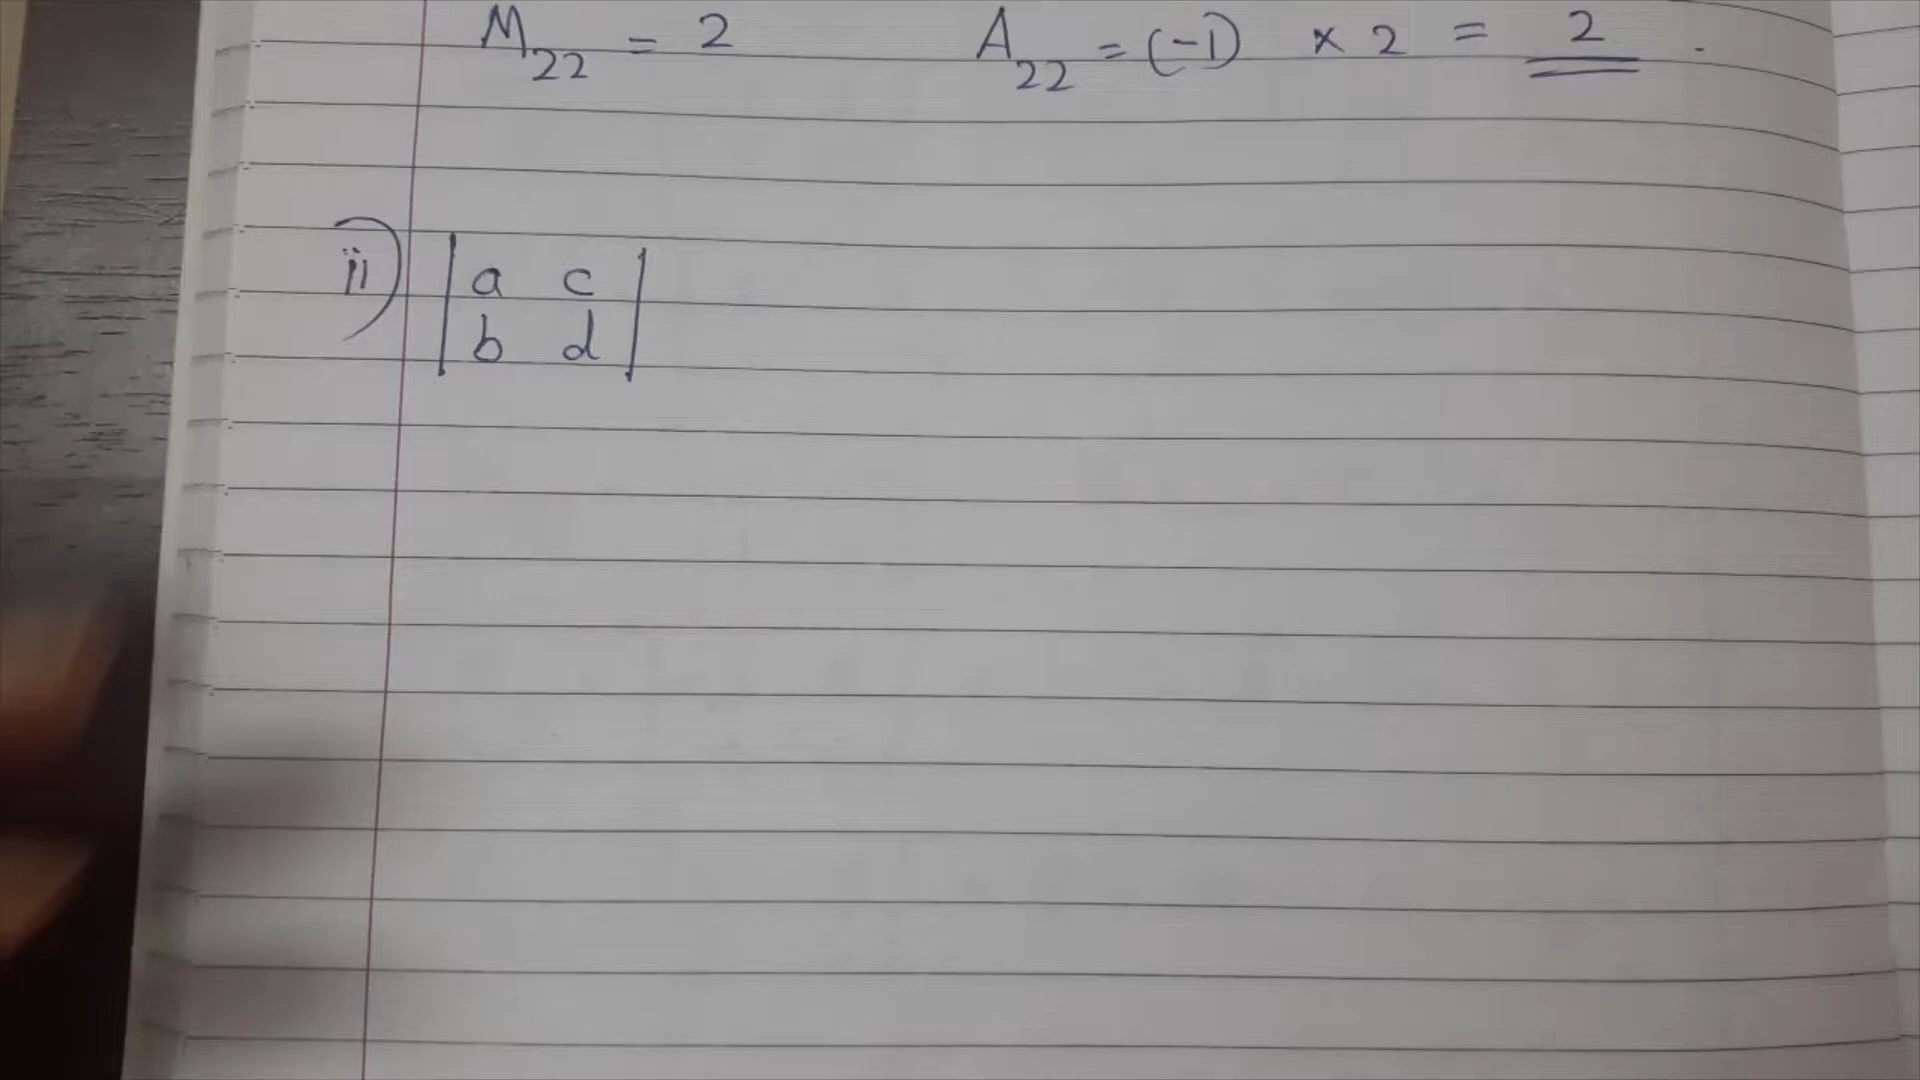 M₂₂ = 2 A₂₂ = (-1) × 2 = 2 .
ii) | a c |
| b d |